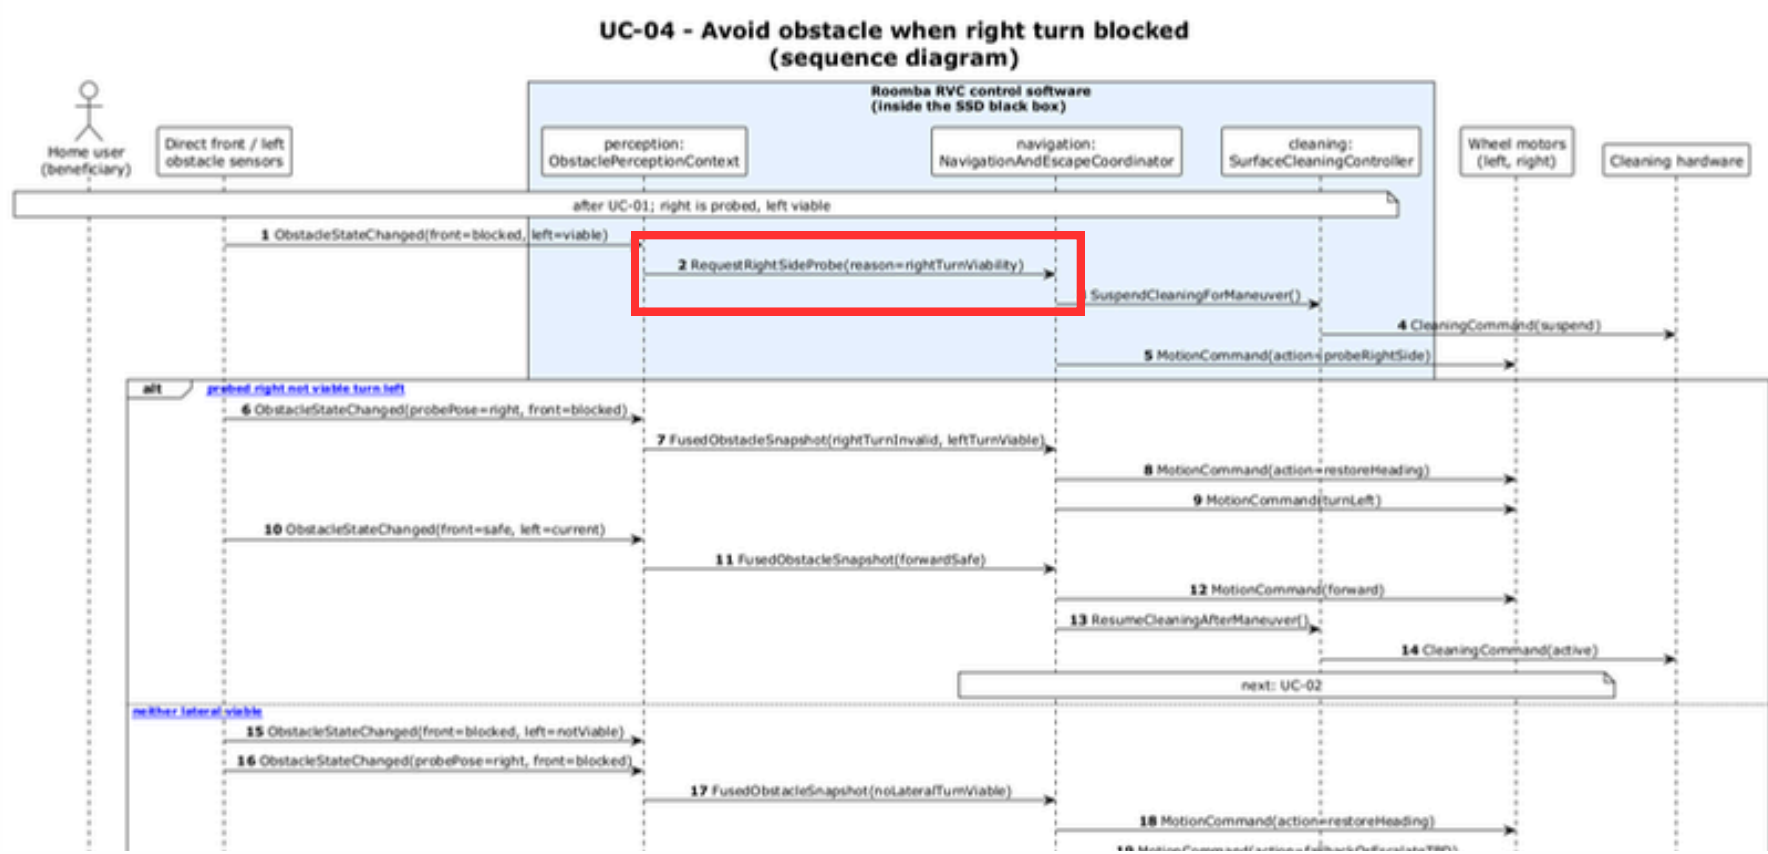 UC-04 - Avoid obstacle when right turn blocked
(sequence diagram)
Roomba RVC control software
(inside the SSD black box)
Home user
(beneficiary)
Direct front / left
obstacle sensors
perception:
ObstaclePerceptionContext
navigation:
NavigationAndEscapeCoordinator
cleaning:
SurfaceCleaningController
Wheel motors
(left, right)
Cleaning hardware
after UC-01; right is probed, left viable
1 ObstacleStateChanged(front=blocked, left=viable)
2 RequestRightSideProbe(reason=rightTurnViability)
SuspendCleaningForManeuver()
4 CleaningCommand(suspend)
5 MotionCommand(action=probeRightSide)
alt
probed right not viable turn left
6 ObstacleStateChanged(probePose=right, front=blocked)
7 FusedObstacleSnapshot(rightTurnInvalid, leftTurnViable)
8 MotionCommand(action=restoreHeading)
9 MotionCommand(turnLeft)
10 ObstacleStateChanged(front=safe, left=current)
11 FusedObstacleSnapshot(forwardSafe)
12 MotionCommand(forward)
13 ResumeCleaningAfterManeuver()
14 CleaningCommand(active)
next: UC-02
neither lateral viable
15 ObstacleStateChanged(front=blocked, left=notViable)
16 ObstacleStateChanged(probePose=right, front=blocked)
17 FusedObstacleSnapshot(noLateralTurnViable)
18 MotionCommand(action=restoreHeading)